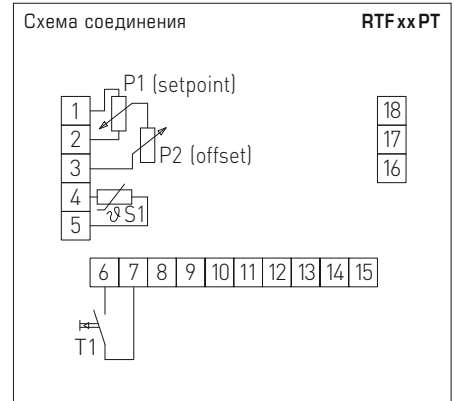 Схема соединения RTF xx PT
P1 (setpoint)
1 18
2 17
P2 (offset)
3 16
4
ϑ S1
5
6 7 8 9 10 11 12 13 14 15
T1